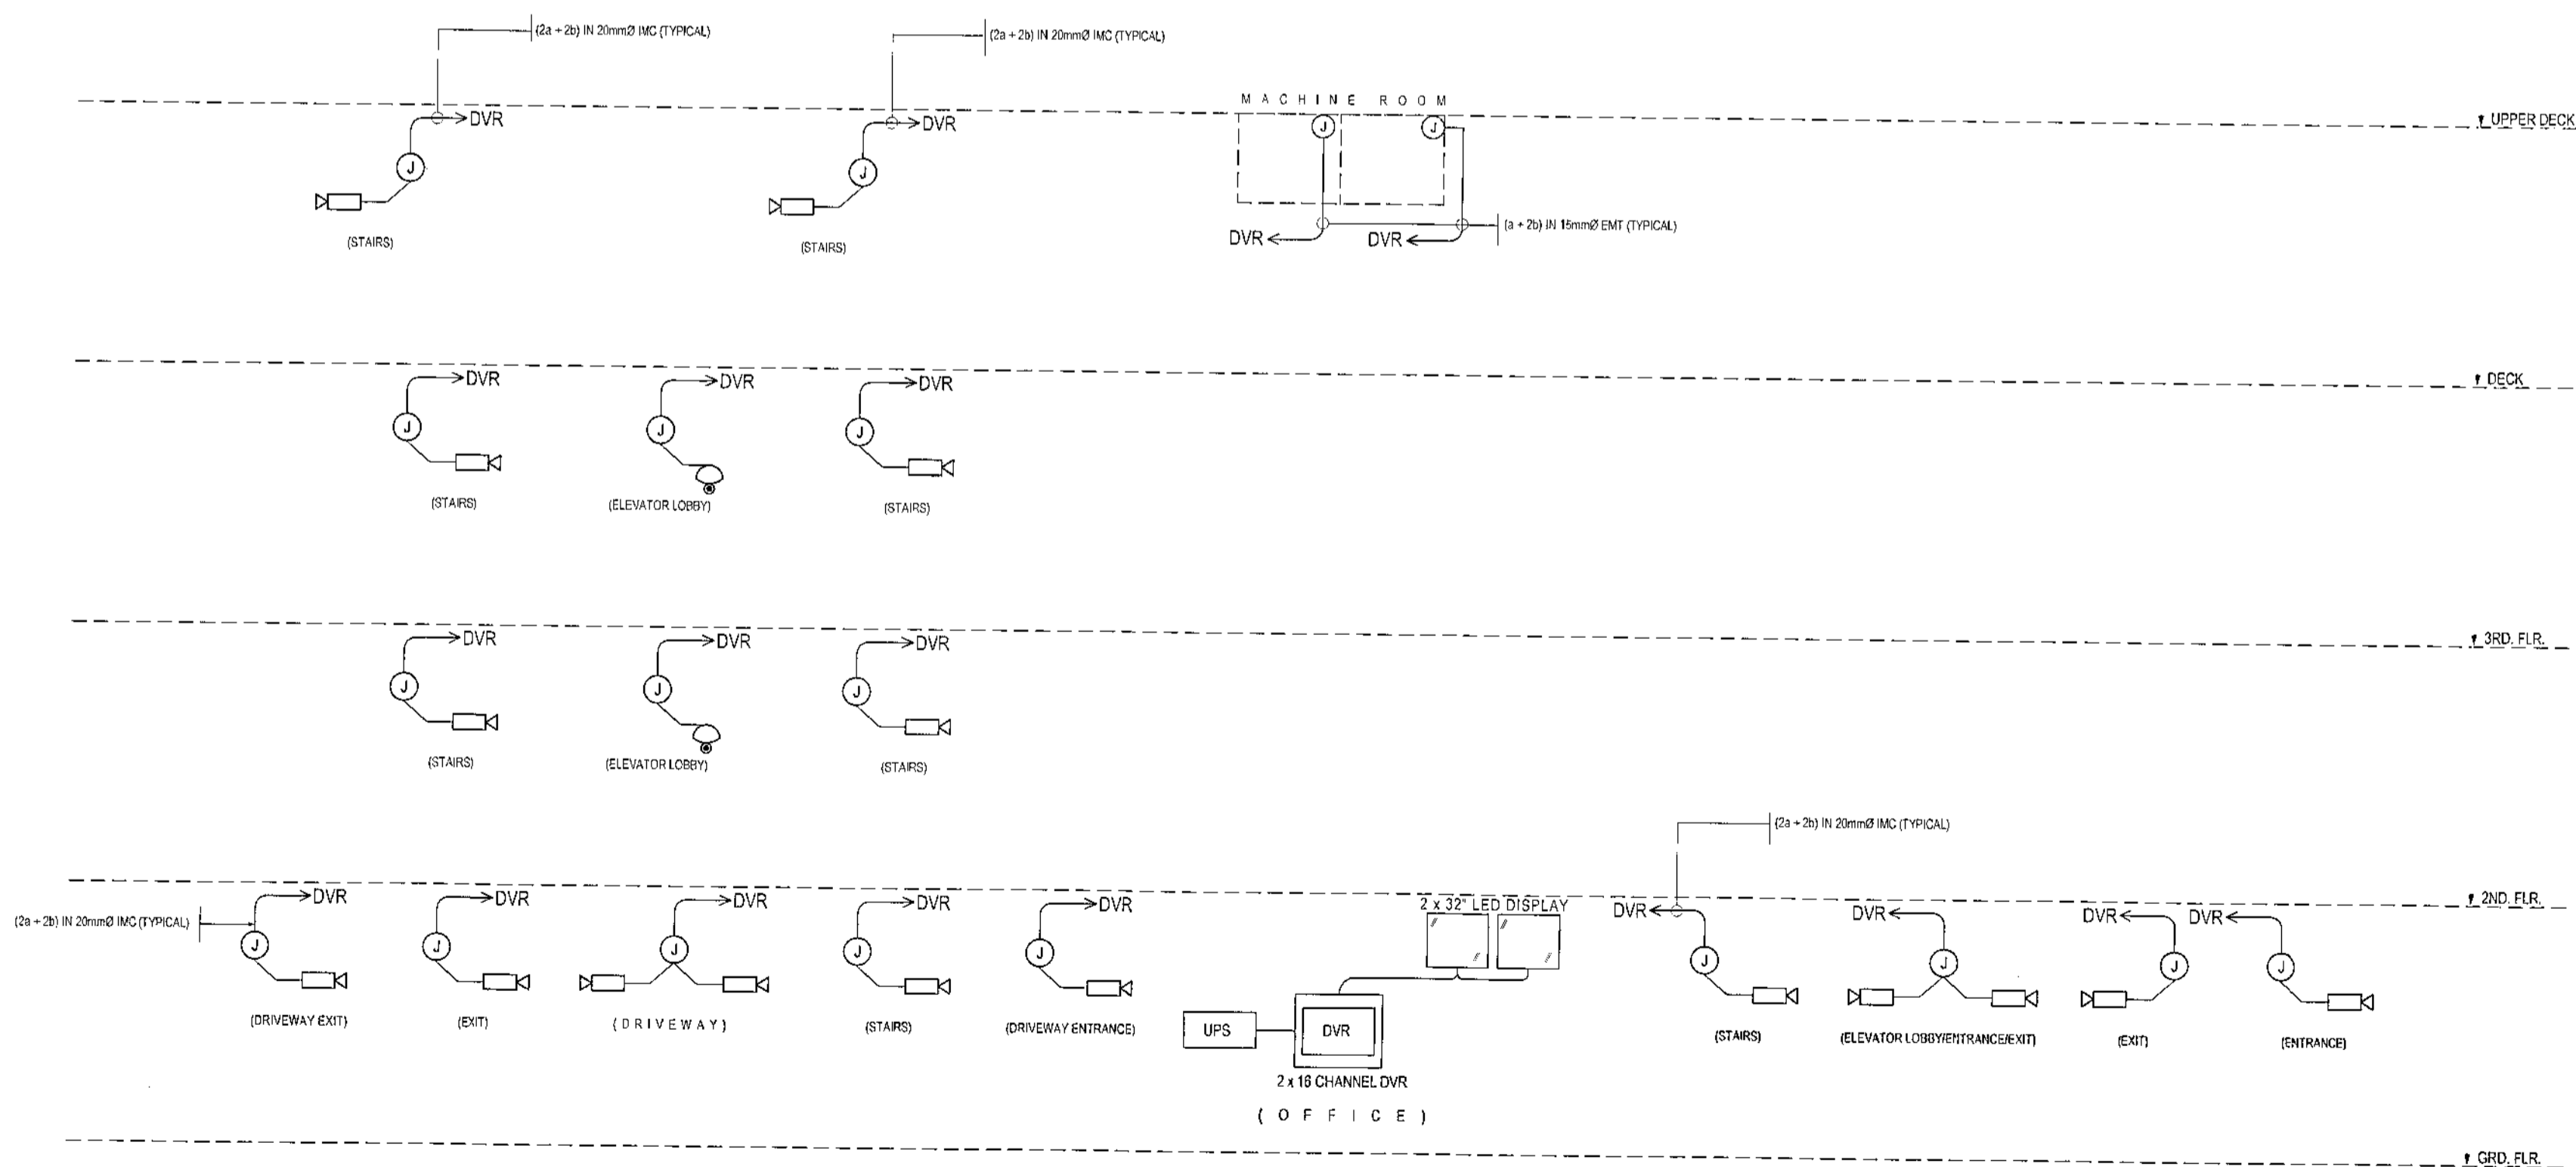 (2a + 2b) IN 20mmØ IMC (TYPICAL)
(2a + 2b) IN 20mmØ IMC (TYPICAL)
MACHINE ROOM
UPPER DECK
DVR
DVR
J
J
J
J
(a + 2b) IN 15mmØ EMT (TYPICAL)
DVR
DVR
(STAIRS)
(STAIRS)
DECK
DVR
DVR
DVR
J
J
J
(STAIRS)
(ELEVATOR LOBBY)
(STAIRS)
3RD. FLR.
DVR
DVR
DVR
J
J
J
(STAIRS)
(ELEVATOR LOBBY)
(STAIRS)
(2a + 2b) IN 20mmØ IMC (TYPICAL)
2ND. FLR.
DVR
DVR
DVR
DVR
DVR
2 x 32" LED DISPLAY
DVR
DVR
DVR
DVR
(2a + 2b) IN 20mmØ IMC (TYPICAL)
J
J
J
J
J
J
J
J
J
(DRIVEWAY EXIT)
(EXIT)
(DRIVEWAY)
(STAIRS)
(DRIVEWAY ENTRANCE)
UPS
DVR
(STAIRS)
(ELEVATOR LOBBY/ENTRANCE/EXIT)
(EXIT)
(ENTRANCE)
2 x 16 CHANNEL DVR
(OFFICE)
GRD. FLR.